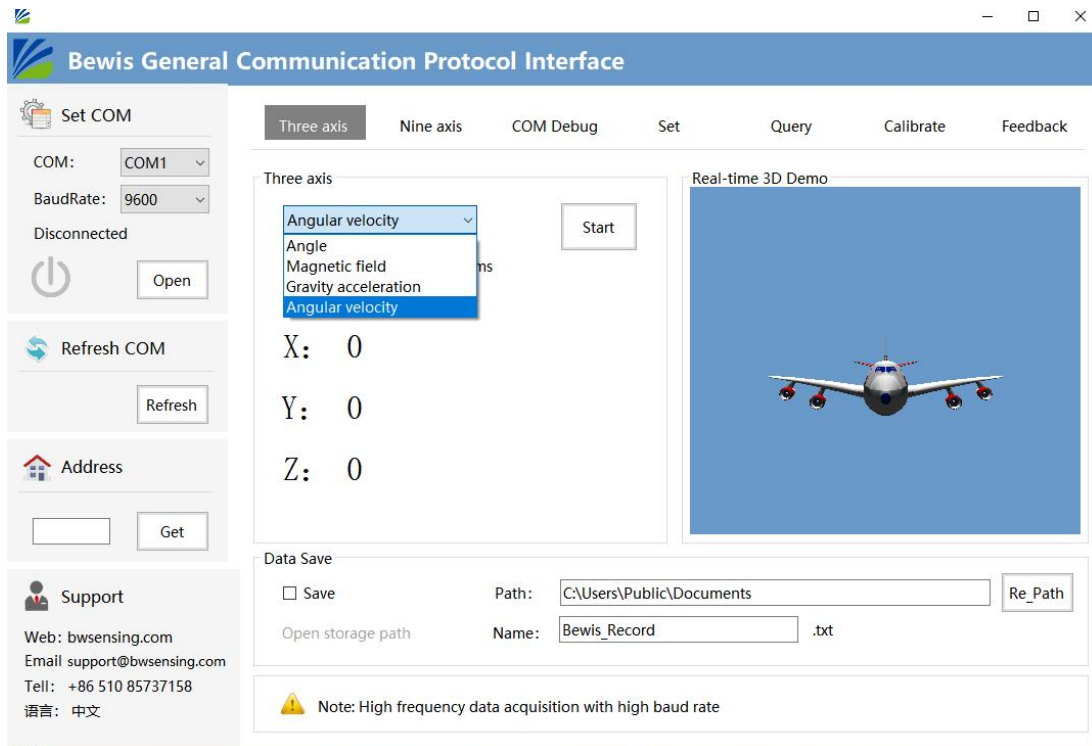 Bewis General Communication Protocol Interface
Set COM
COM: COM1
BaudRate: 9600
Disconnected
Open
Refresh COM
Refresh
Address
Get
Support
Web: bwsensing.com
Email support@bwsensing.com
Tell: +86 510 85737158
语言: 中文
Three axis Nine axis COM Debug Set Query Calibrate Feedback
Three axis
Angular velocity
Start
Angle
Magnetic field
ms
Gravity acceleration
Angular velocity
X: 0
Y: 0
Z: 0
Real-time 3D Demo
Data Save
Save Path: C:\Users\Public\Documents Re_Path
Open storage path Name: Bewis_Record .txt
Note: High frequency data acquisition with high baud rate